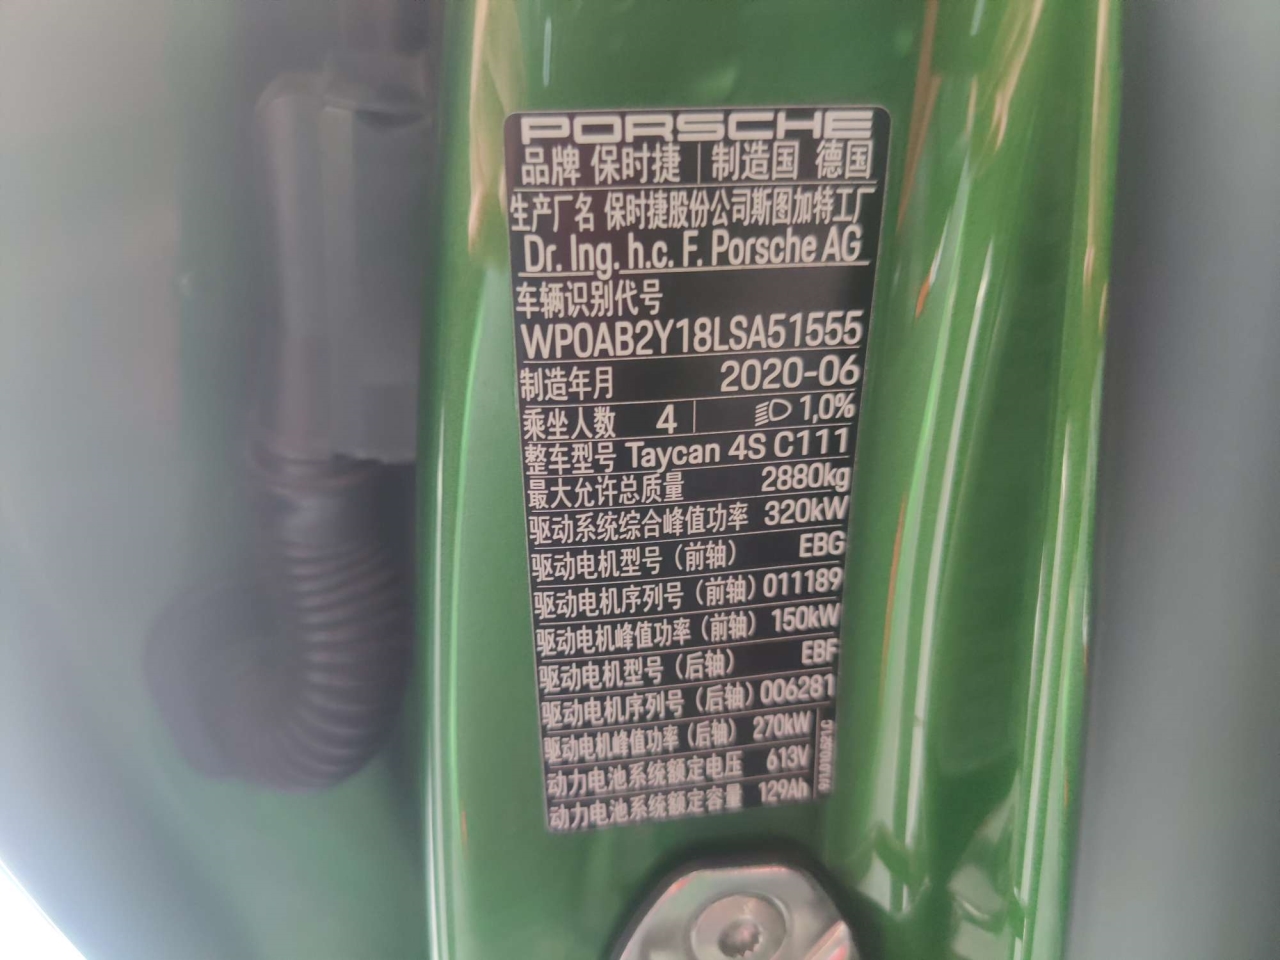 PORSCHE
品牌 保时捷 制造国 德国
生产厂名 保时捷股份公司斯图加特工厂
Dr. Ing. h.c. F. Porsche AG
车辆识别代号
WP0AB2Y18LSA51555
制造年月 2020-06
乘坐人数 4 1,0%
整车型号 Taycan 4S C111
最大允许总质量 2880kg
驱动系统综合峰值功率 320kW
驱动电机型号（前轴） EBG
驱动电机序列号（前轴） 011189
驱动电机峰值功率（前轴） 150kW
驱动电机型号（后轴） EBF
驱动电机序列号（后轴） 006281
驱动电机峰值功率（后轴） 270kW
动力电池系统额定电压 613V
动力电池系统额定容量 129Ah